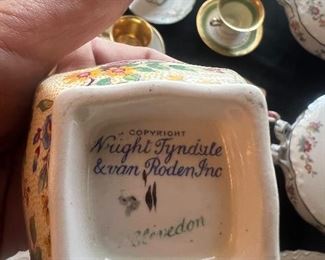 COPYRIGHT
Wright Tyndale
& van Roden Inc
Clevedon